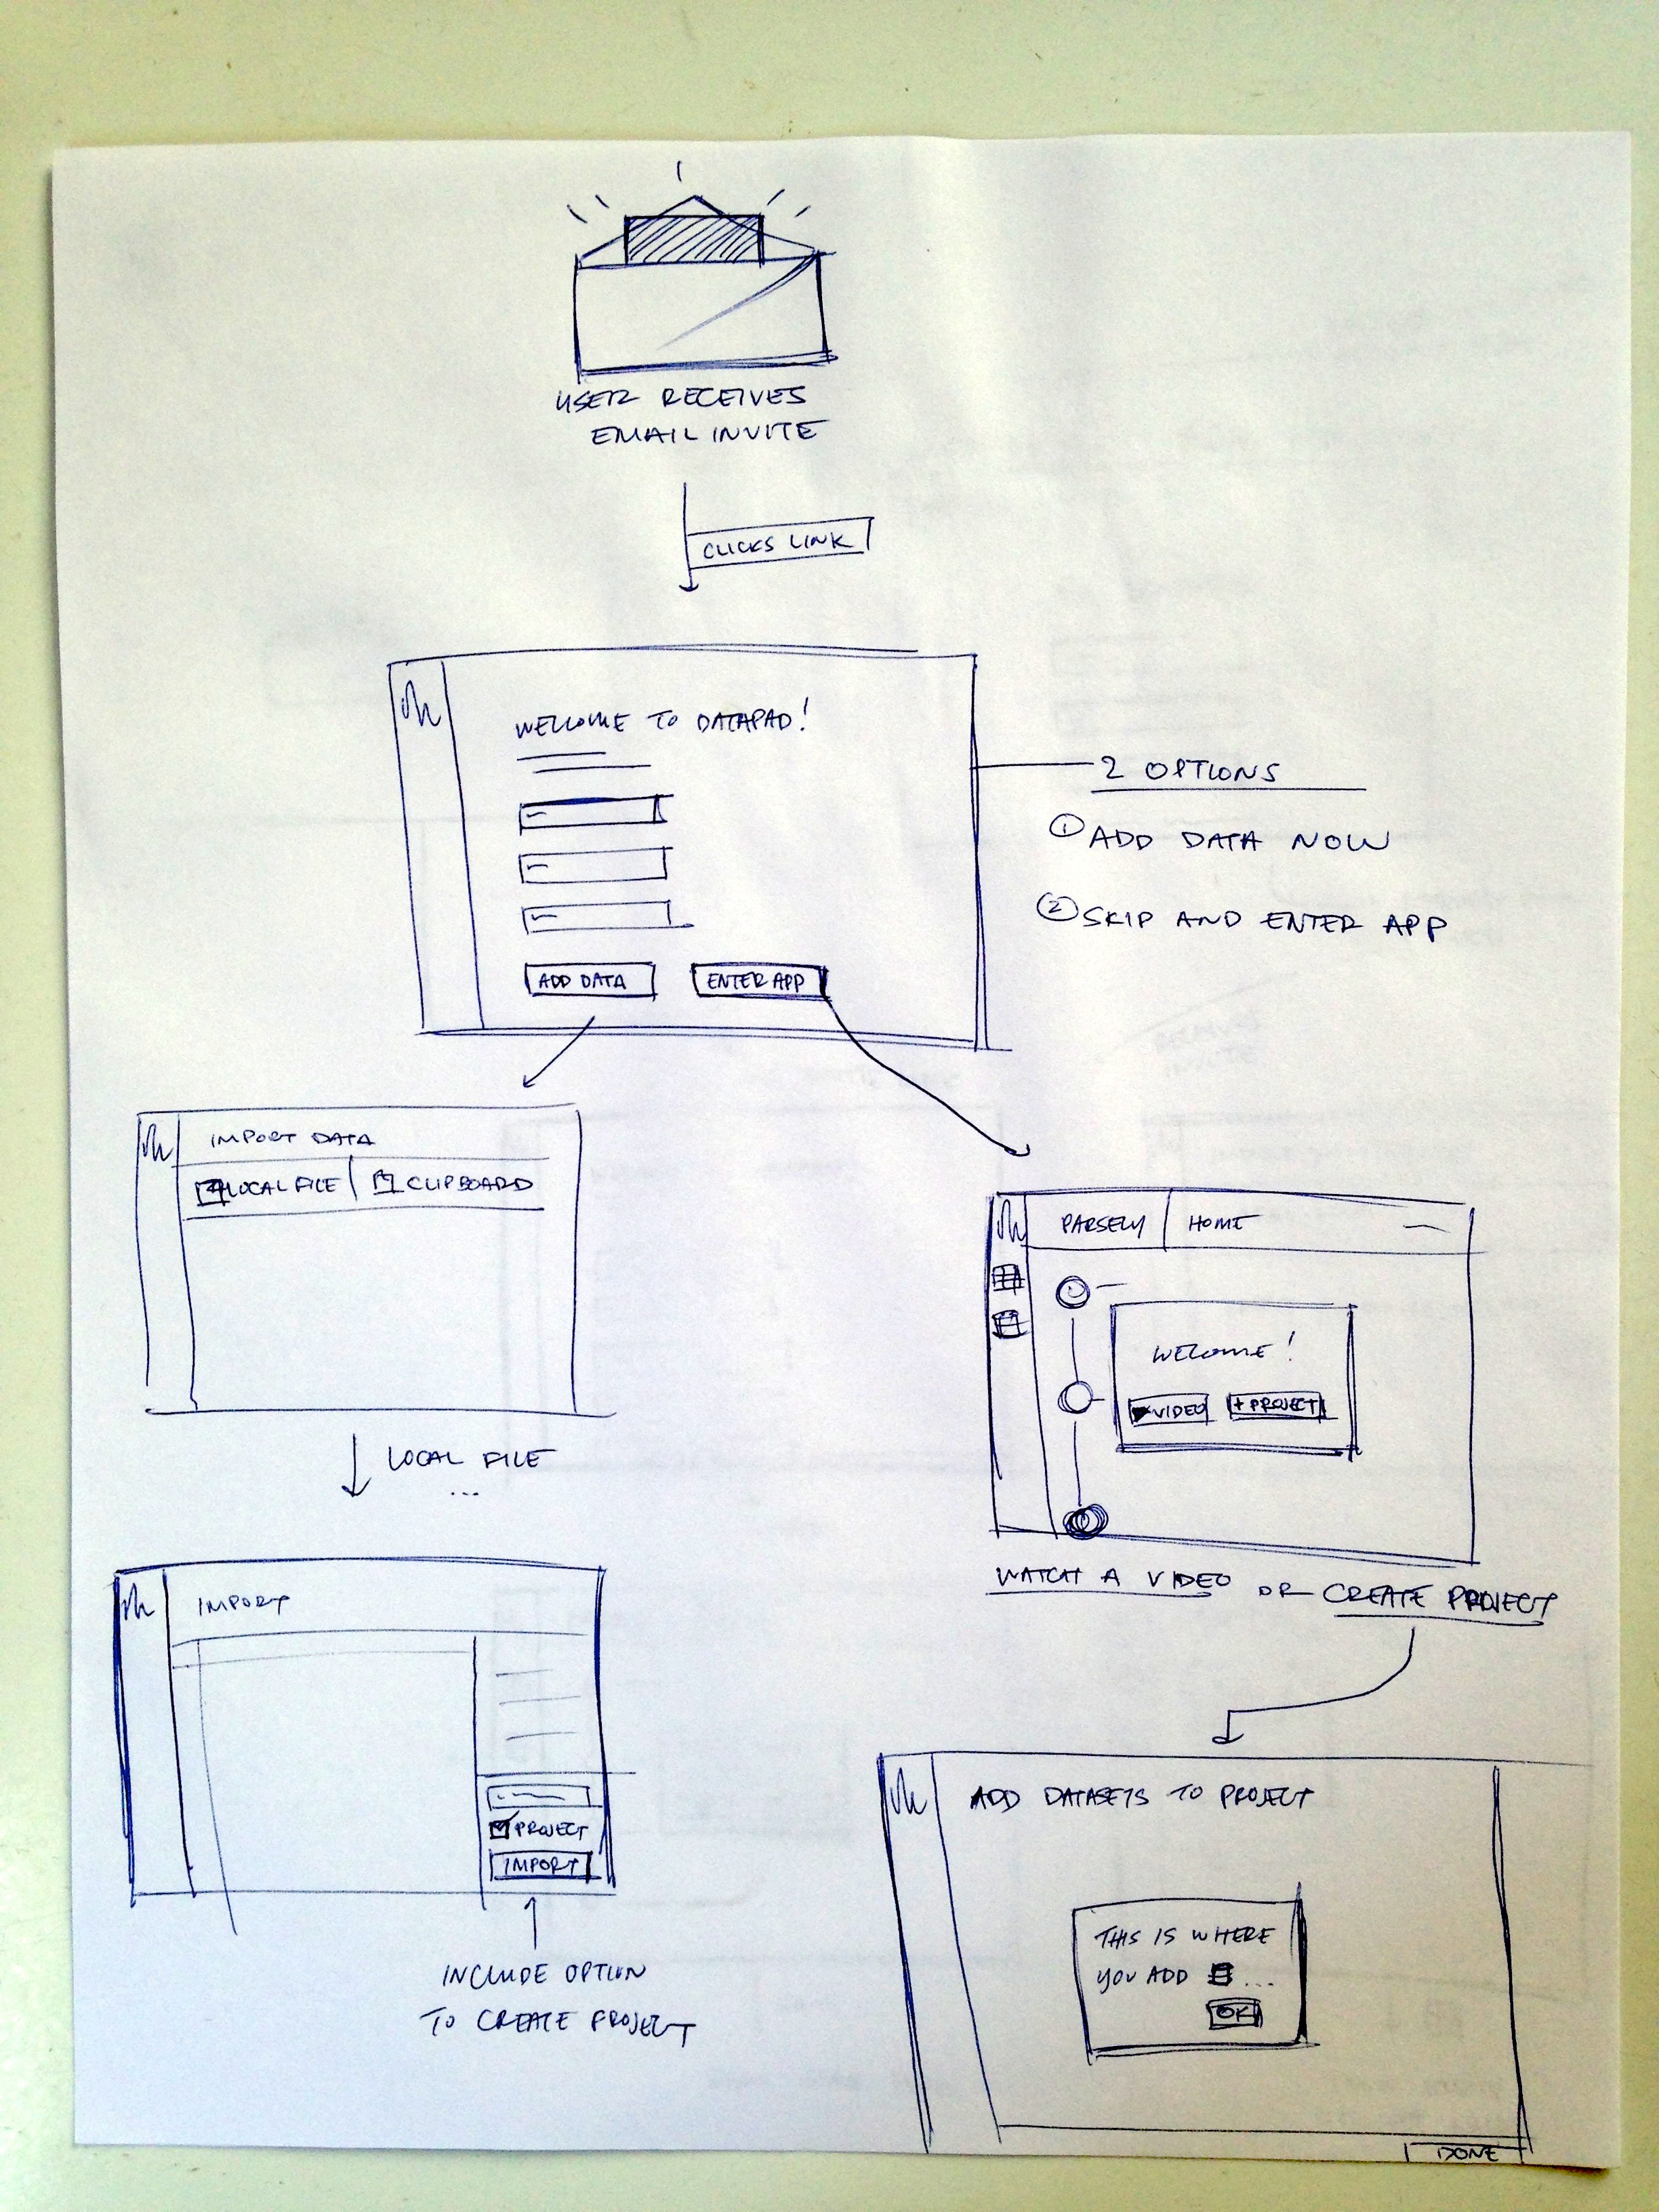 USER RECEIVES
EMAIL INVITE
CLICKS LINK
WELCOME TO DATAPAD!
2 OPTIONS
① ADD DATA NOW
② SKIP AND ENTER APP
ADD DATA
ENTER APP
IMPORT DATA
LOCAL FILE
CLIPBOARD
PARSELY
HOME
WELCOME!
VIDEO
+ PROJECT
LOCAL FILE
...
WATCH A VIDEO OR CREATE PROJECT
IMPORT
PROJECT
IMPORT
INCLUDE OPTION
TO CREATE PROJECT
ADD DATASETS TO PROJECT
THIS IS WHERE
YOU ADD ...
OK
DONE